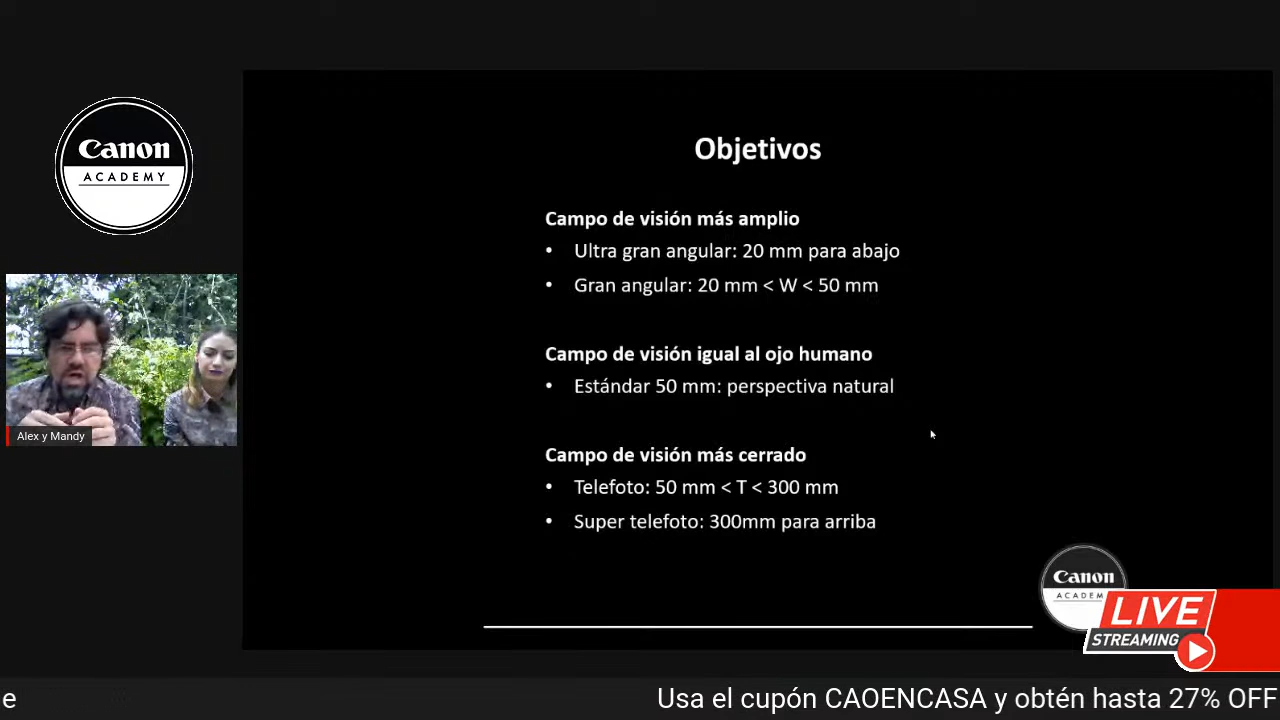 Canon
ACADEMY
Alex y Mandy
Objetivos
Campo de visión más amplio
• Ultra gran angular: 20 mm para abajo
• Gran angular: 20 mm < W < 50 mm
Campo de visión igual al ojo humano
• Estándar 50 mm: perspectiva natural
Campo de visión más cerrado
• Telefoto: 50 mm < T < 300 mm
• Super telefoto: 300mm para arriba
Canon
ACADEM
LIVE
STREAMING
e
Usa el cupón CAOENCASA y obtén hasta 27% OFF